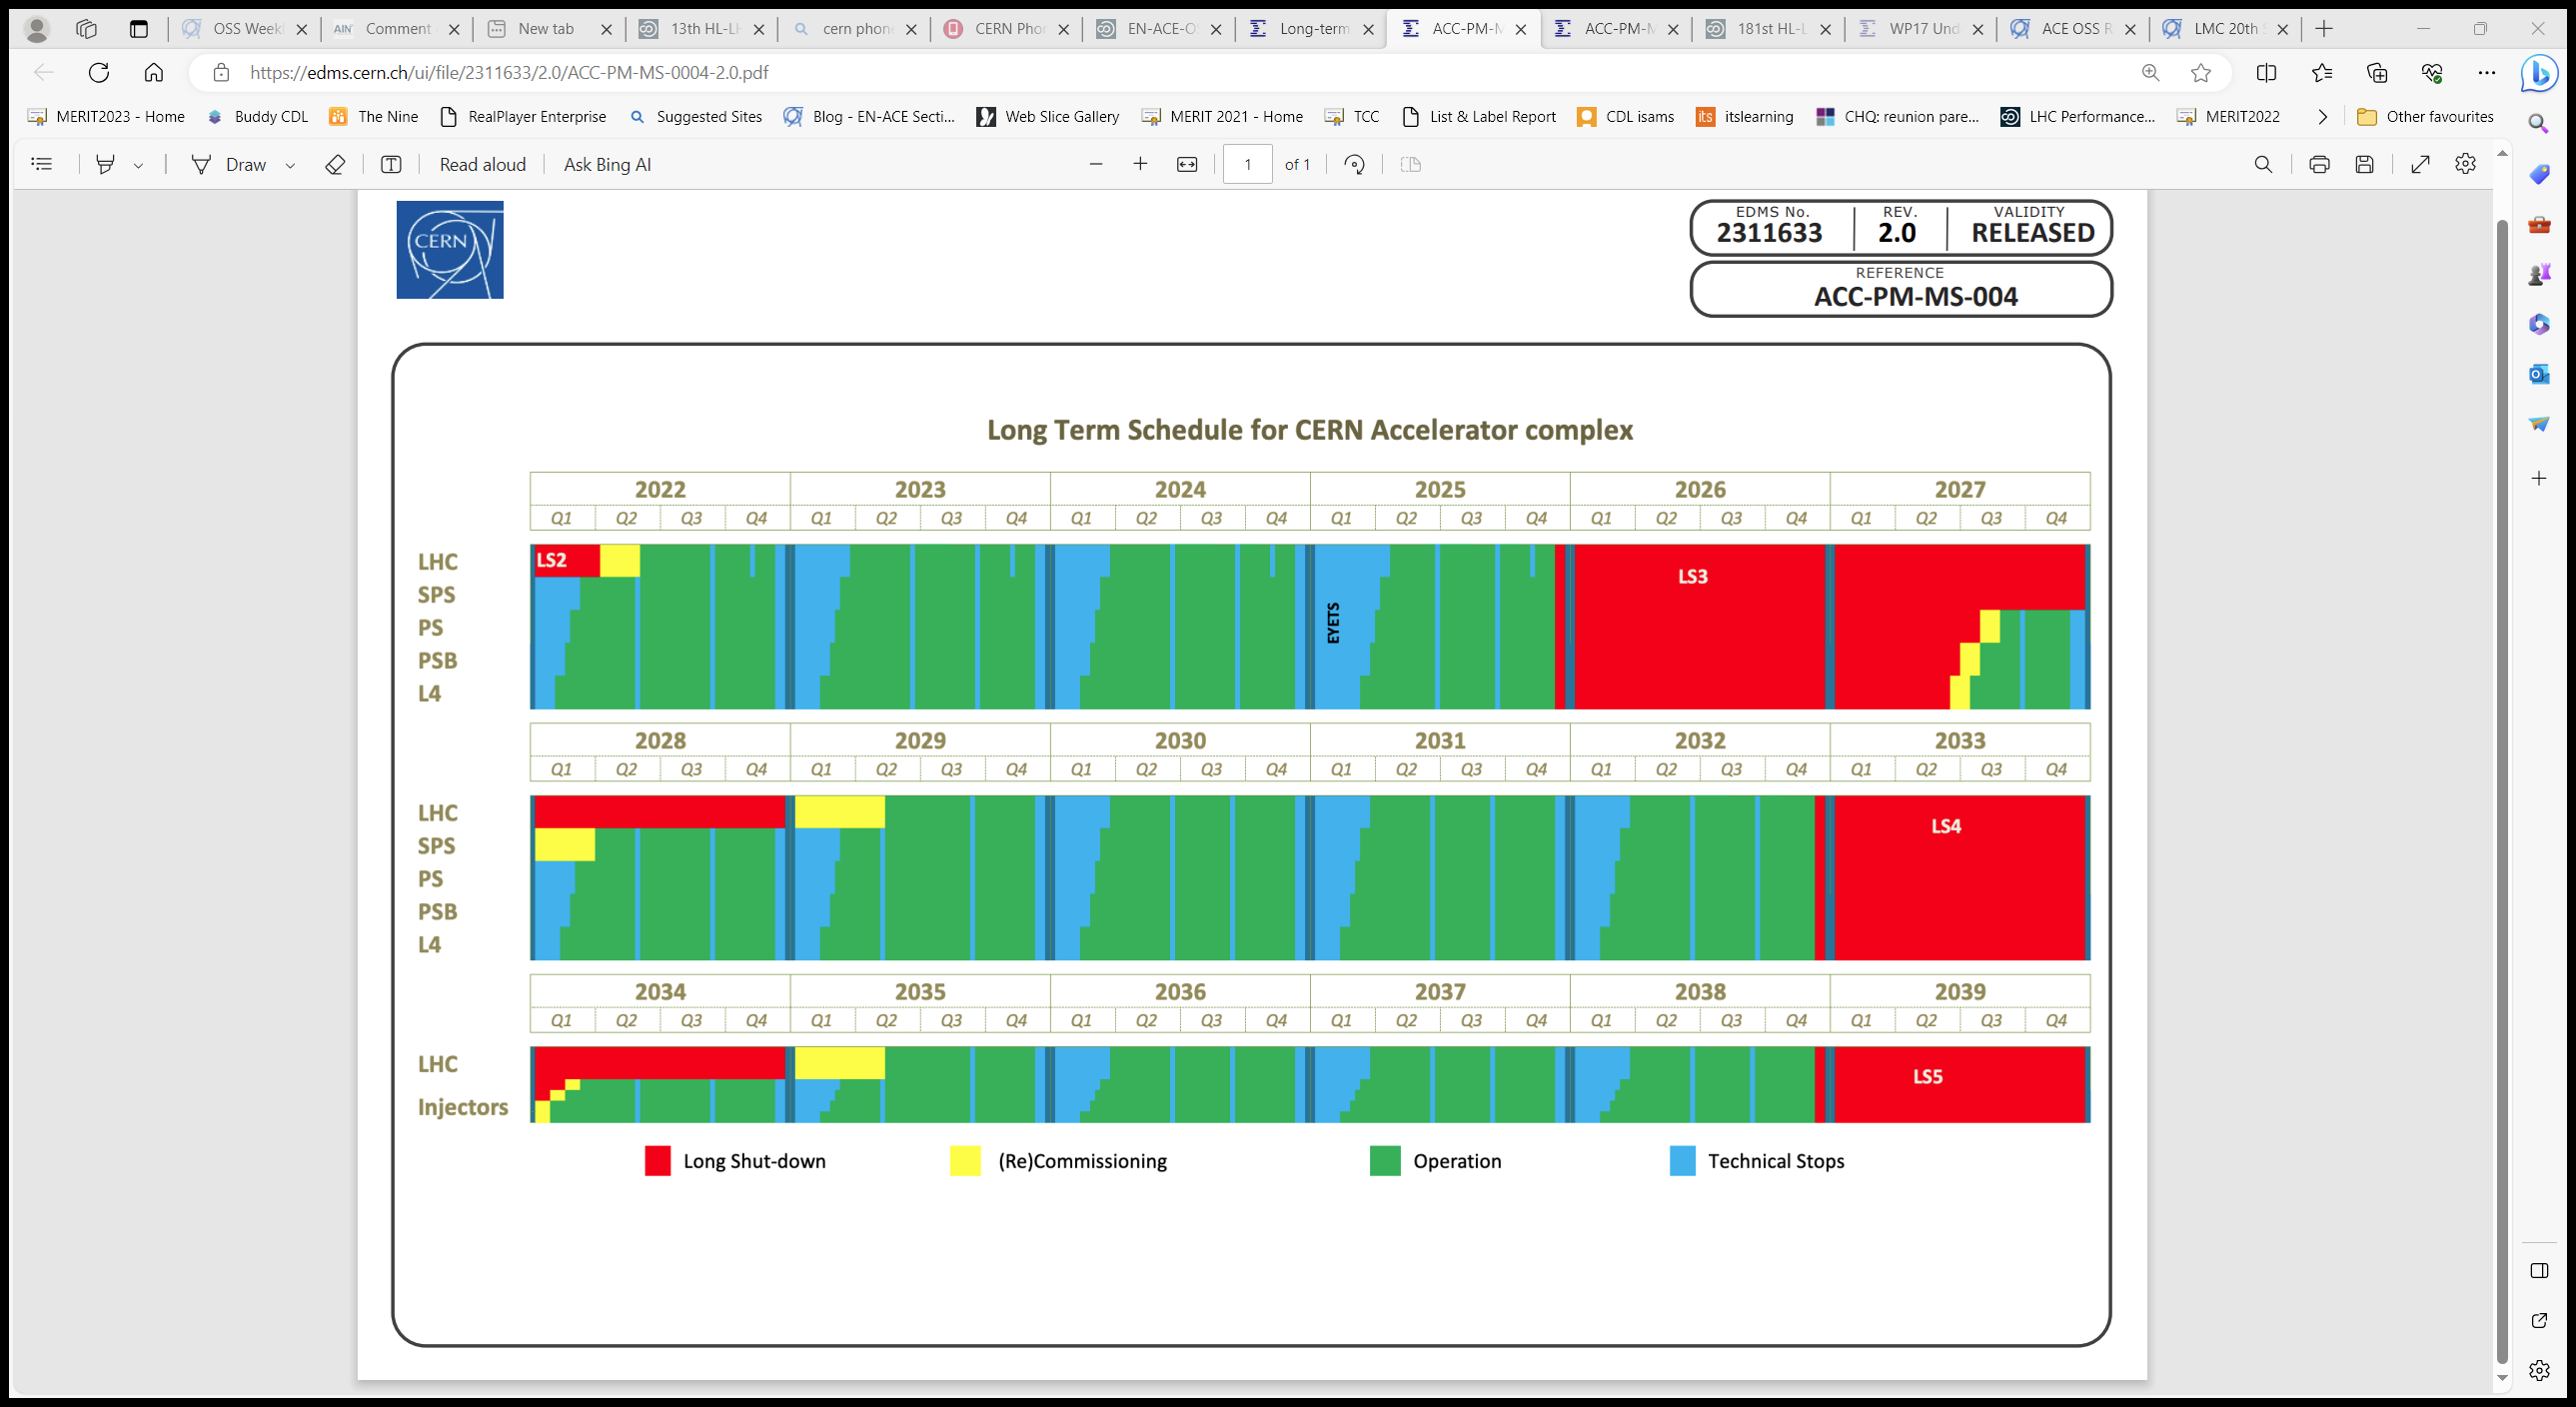 OSS Week
Comment
New tab
13th HL-LH
cern phon
CERN Phon
EN-ACE-O
Long-term
ACC-PM-M
ACC-PM-M
181st HL-L
WP17 Und
ACE OSS R
LMC 20th S
https://edms.cern.ch/ui/file/2311633/2.0/ACC-PM-MS-0004-2.0.pdf
MERIT2023 - Home
Buddy CDL
The Nine
RealPlayer Enterprise
Suggested Sites
Blog - EN-ACE Secti...
Web Slice Gallery
MERIT 2021 - Home
TCC
List & Label Report
CDL isams
itslearning
CHQ: reunion pare...
LHC Performance...
MERIT2022
Other favourites
Draw
Read aloud
Ask Bing AI
1 of 1
CERN
EDMS No. REV. VALIDITY
2311633 2.0 RELEASED
REFERENCE
ACC-PM-MS-004
Long Term Schedule for CERN Accelerator complex
2022 2023 2024 2025 2026 2027
Q1 Q2 Q3 Q4 Q1 Q2 Q3 Q4 Q1 Q2 Q3 Q4 Q1 Q2 Q3 Q4 Q1 Q2 Q3 Q4 Q1 Q2 Q3 Q4
LHC LS2 LS3
SPS
PS EYETS
PSB
L4
2028 2029 2030 2031 2032 2033
Q1 Q2 Q3 Q4 Q1 Q2 Q3 Q4 Q1 Q2 Q3 Q4 Q1 Q2 Q3 Q4 Q1 Q2 Q3 Q4 Q1 Q2 Q3 Q4
LHC LS4
SPS
PS
PSB
L4
2034 2035 2036 2037 2038 2039
Q1 Q2 Q3 Q4 Q1 Q2 Q3 Q4 Q1 Q2 Q3 Q4 Q1 Q2 Q3 Q4 Q1 Q2 Q3 Q4 Q1 Q2 Q3 Q4
LHC LS5
Injectors
Long Shut-down (Re)Commissioning Operation Technical Stops